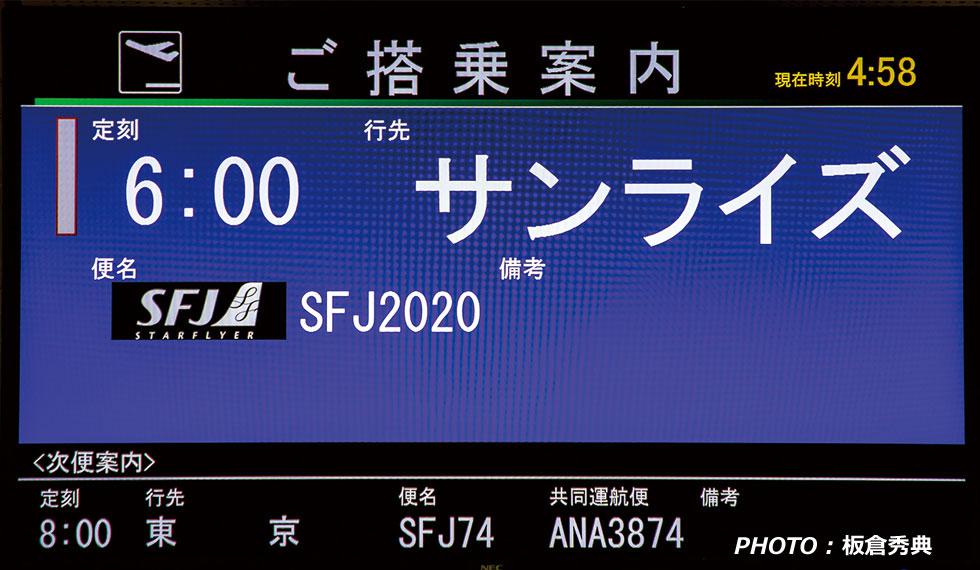 ご搭乗案内
現在時刻 4:58
定刻 行先
6:00 サンライズ
便名 備考
SFJ STARFLYER SFJ2020
<次便案内>
定刻 行先 便名 共同運航便 備考
8:00 東京 SFJ74 ANA3874
PHOTO：板倉秀典
NEC